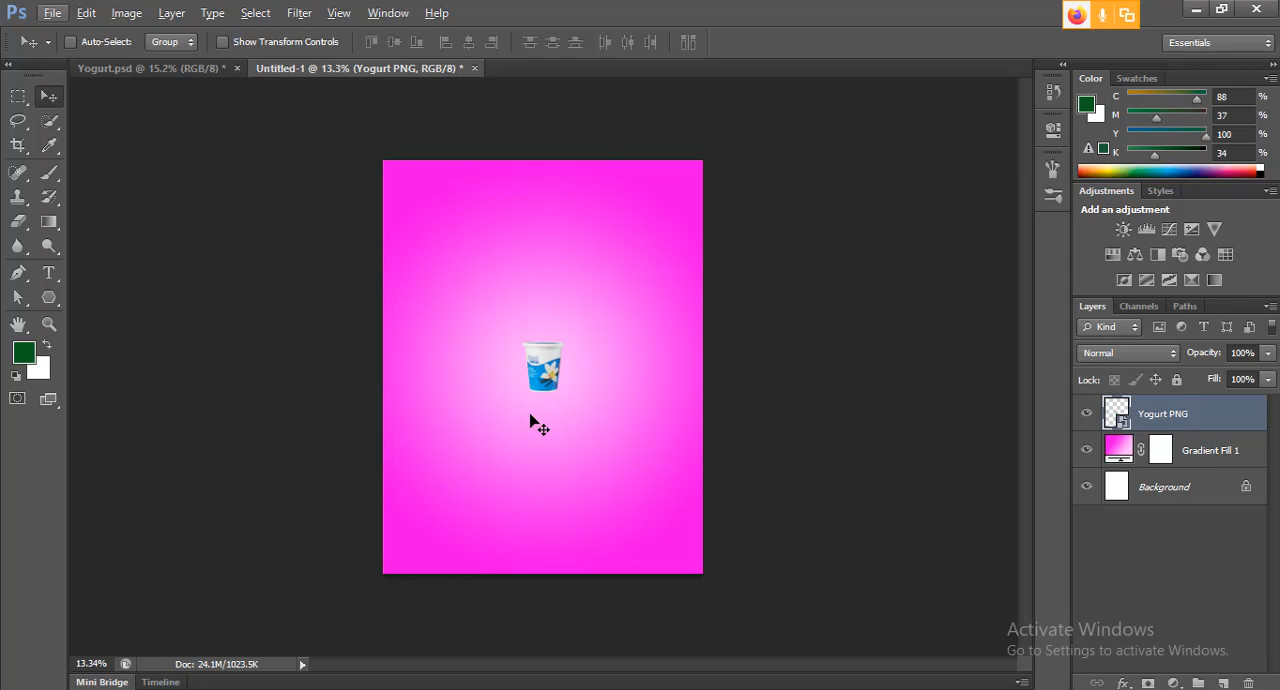 Ps File Edit Image Layer Type Select Filter View Window Help
Auto-Select: Group Show Transform Controls Essentials
Yogurt.psd @ 15.2% (RGB/8) * × Untitled-1 @ 13.3% (Yogurt PNG, RGB/8) * ×
Color Swatches
C 88 %
M 37 %
Y 100 %
K 34 %
Adjustments Styles
Add an adjustment
Layers Channels Paths
Kind
Normal Opacity: 100%
Lock: Fill: 100%
Yogurt PNG
Gradient Fill 1
Background
Activate Windows
Go to Settings to activate Windows.
13.34% Doc: 24.1M/1023.5K
Mini Bridge Timeline
fx